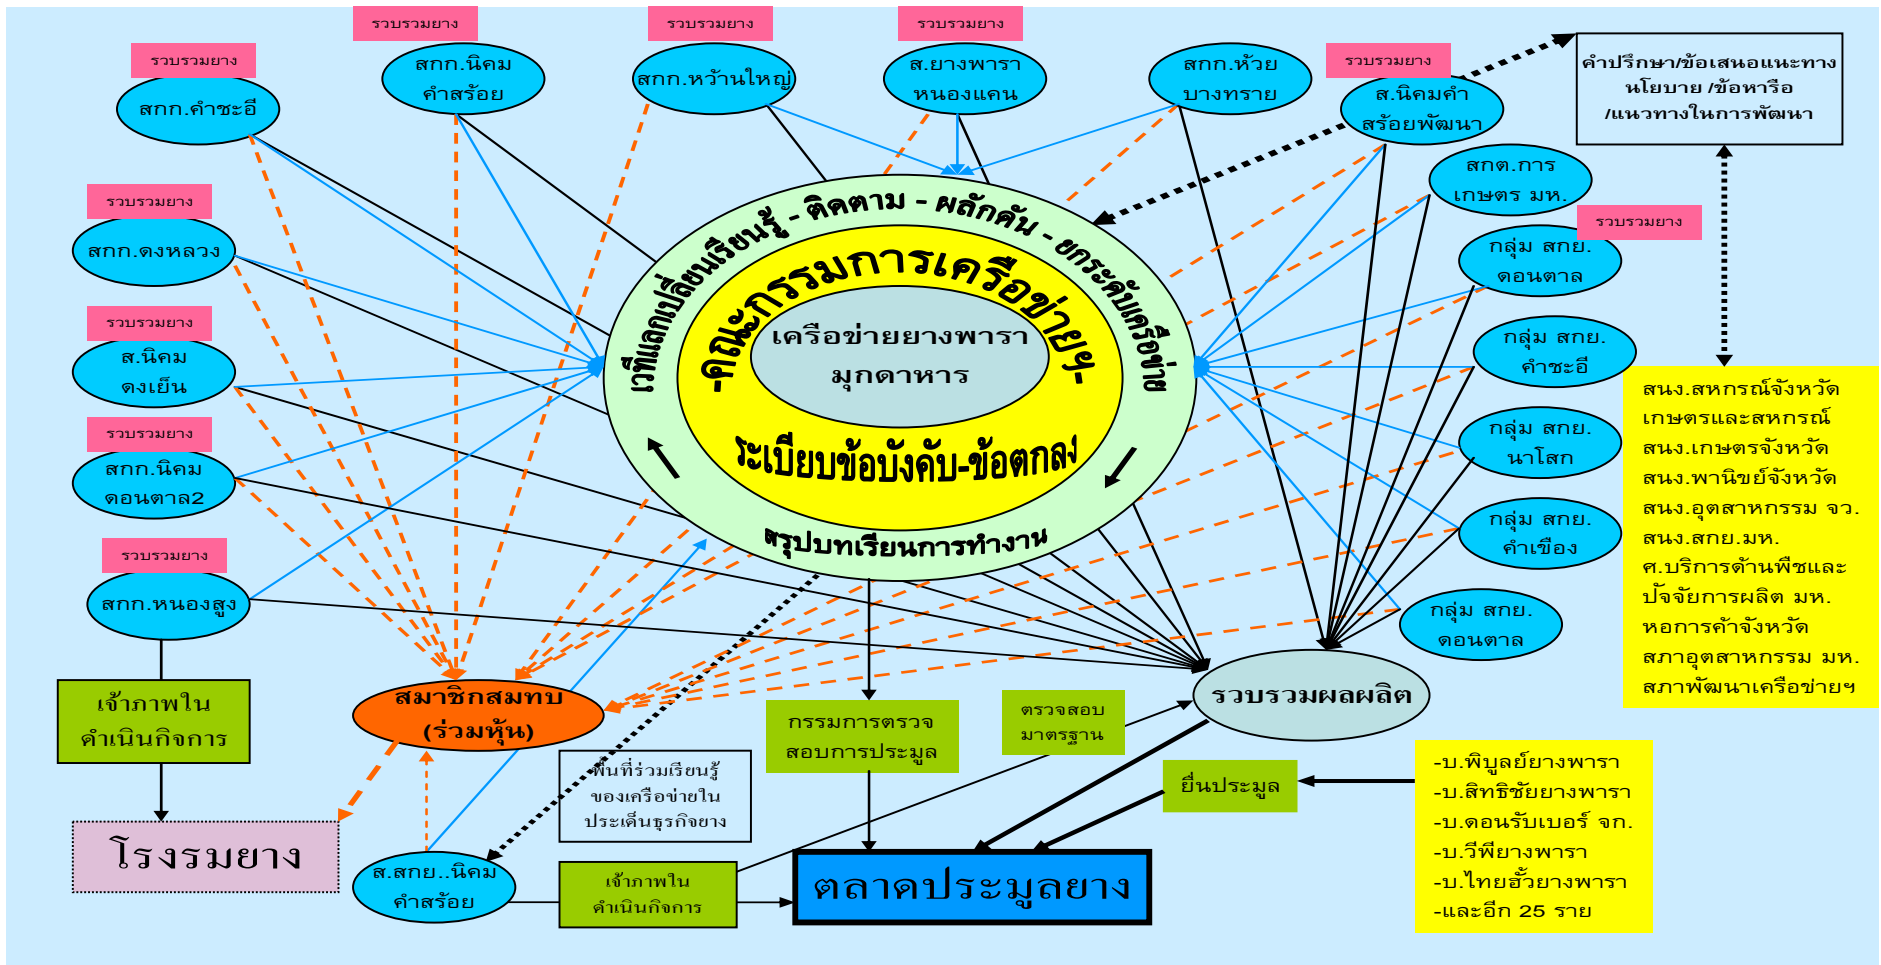 รวบรวมยาง
รวบรวมยาง
รวบรวมยาง
รวบรวมยาง
รวบรวมยาง
สกก.คำชะอี
สกก.นิคม
คำสร้อย
สกก.หว้านใหญ่
ส.ยางพารา
หนองแคน
สกก.ห้วย
บางทราย
ส.นิคมคำ
สร้อยพัฒนา
คำปรึกษา/ข้อเสนอแนะทาง
นโยบาย /ข้อหารือ
/แนวทางในการพัฒนา
รวบรวมยาง
สกก.ดงหลวง
รวบรวมยาง
ส.นิคม
ดงเย็น
รวบรวมยาง
สกก.นิคม
ดอนตาล2
รวบรวมยาง
สกก.หนองสูง
เวทีแลกเปลี่ยนเรียนรู้ - ติดตาม - ผลักดัน - ยกระดับเครือข่าย
-คณะกรรมการเครือข่ายฯ-
เครือข่ายยางพารา
มุกดาหาร
ระเบียบข้อบังคับ-ข้อตกลง
สรุปบทเรียนการทำงาน
สกต.การ
เกษตร มห.
รวบรวมยาง
กลุ่ม สกย.
ดอนตาล
กลุ่ม สกย.
คำชะอี
กลุ่ม สกย.
นาโสก
กลุ่ม สกย.
คำเขือง
กลุ่ม สกย.
ดอนตาล
สนง.สหกรณ์จังหวัด
เกษตรและสหกรณ์
สนง.เกษตรจังหวัด
สนง.พานิชย์จังหวัด
สนง.อุตสาหกรรม จว.
สนง.สกย.มห.
ศ.บริการด้านพืชและ
ปัจจัยการผลิต มห.
หอการค้าจังหวัด
สภาอุตสาหกรรม มห.
สภาพัฒนาเครือข่ายฯ
เจ้าภาพใน
ดำเนินกิจการ
โรงรมยาง
สมาชิกสมทบ
(ร่วมหุ้น)
พื้นที่ร่วมเรียนรู้
ของเครือข่ายใน
ประเด็นธุรกิจยาง
ส.สกย..นิคม
คำสร้อย
เจ้าภาพใน
ดำเนินกิจการ
กรรมการตรวจ
สอบการประมูล
ตรวจสอบ
มาตรฐาน
รวบรวมผลผลิต
ยื่นประมูล
ตลาดประมูลยาง
-บ.พิบูลย์ยางพารา
-บ.สิทธิชัยยางพารา
-บ.ดอนรับเบอร์ จก.
-บ.วีพียางพารา
-บ.ไทยฮั้วยางพารา
-และอีก 25 ราย